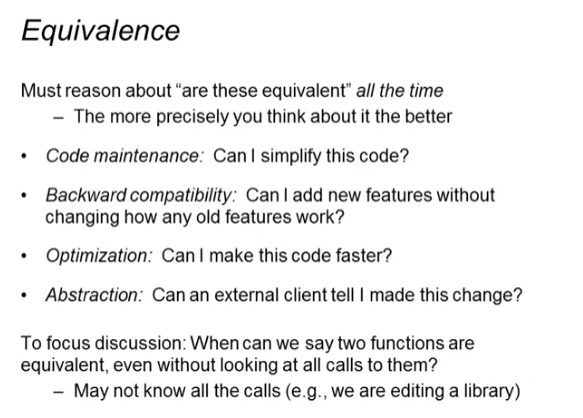 Equivalence
Must reason about “are these equivalent” all the time
– The more precisely you think about it the better
• Code maintenance: Can I simplify this code?
• Backward compatibility: Can I add new features without
changing how any old features work?
• Optimization: Can I make this code faster?
• Abstraction: Can an external client tell I made this change?
To focus discussion: When can we say two functions are
equivalent, even without looking at all calls to them?
– May not know all the calls (e.g., we are editing a library)